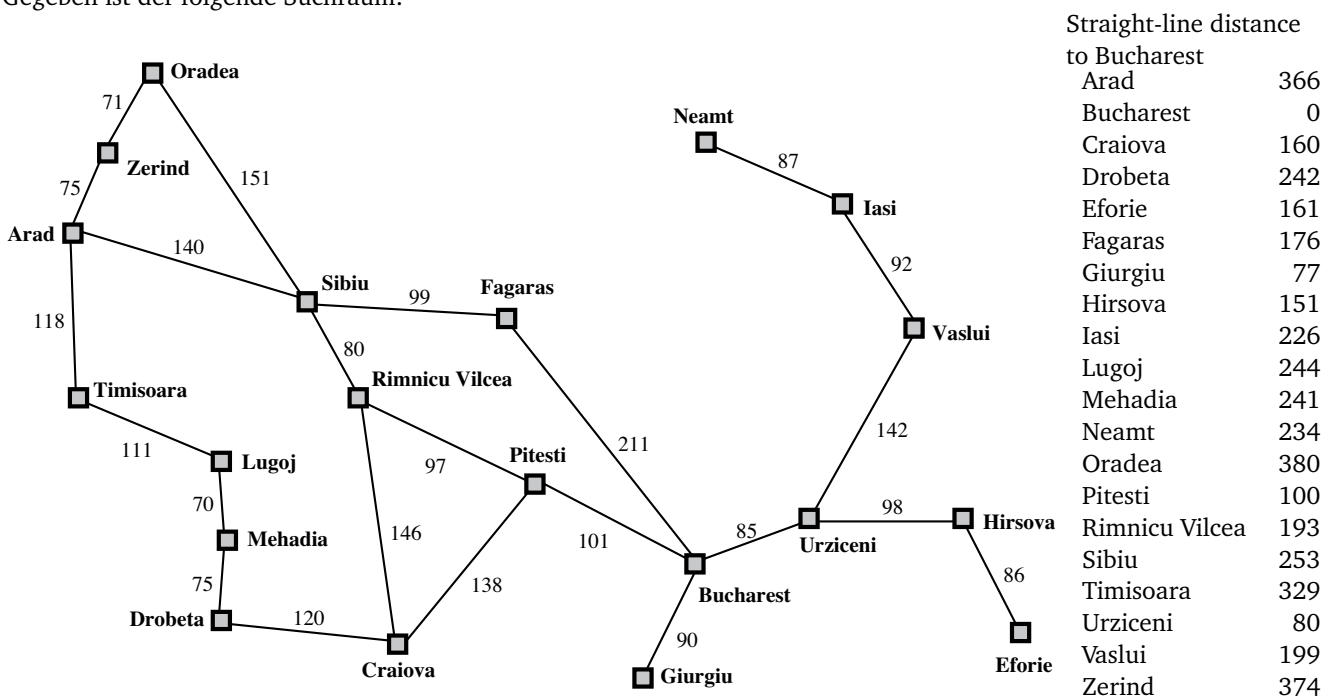 Gegeben ist der folgende Suchraum:
Straight-line distance
to Bucharest
Arad 366
Bucharest 0
Craiova 160
Drobeta 242
Eforie 161
Fagaras 176
Giurgiu 77
Hirsova 151
Iasi 226
Lugoj 244
Mehadia 241
Neamt 234
Oradea 380
Pitesti 100
Rimnicu Vilcea 193
Sibiu 253
Timisoara 329
Urziceni 80
Vaslui 199
Zerind 374
Oradea
71
Neamt
87
Zerind
151
75
Iasi
Arad
140
92
Sibiu
99
Fagaras
118
Vaslui
80
Rimnicu Vilcea
Timisoara
142
211
111
Pitesti
97
Lugoj
70
98
Hirsova
146
85
Urziceni
Mehadia
101
86
75
138
Bucharest
Drobeta
120
90
Eforie
Craiova
Giurgiu